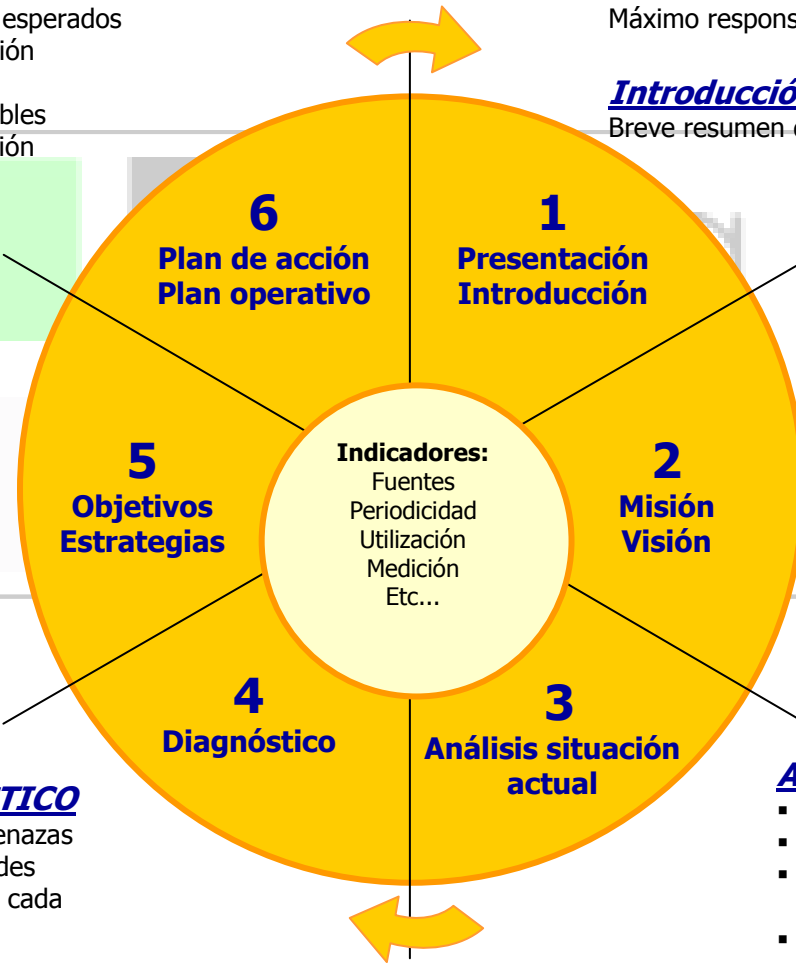 esperados
ión
bles
ión
Máximo respons
Introducció
Breve resumen
6
Plan de acción
Plan operativo
1
Presentación
Introducción
5
Objetivos
Estrategias
Indicadores:
Fuentes
Periodicidad
Utilización
Medición
Etc...
2
Misión
Visión
4
Diagnóstico
3
Análisis situación
actual
TICO
enazas
des
cada
A